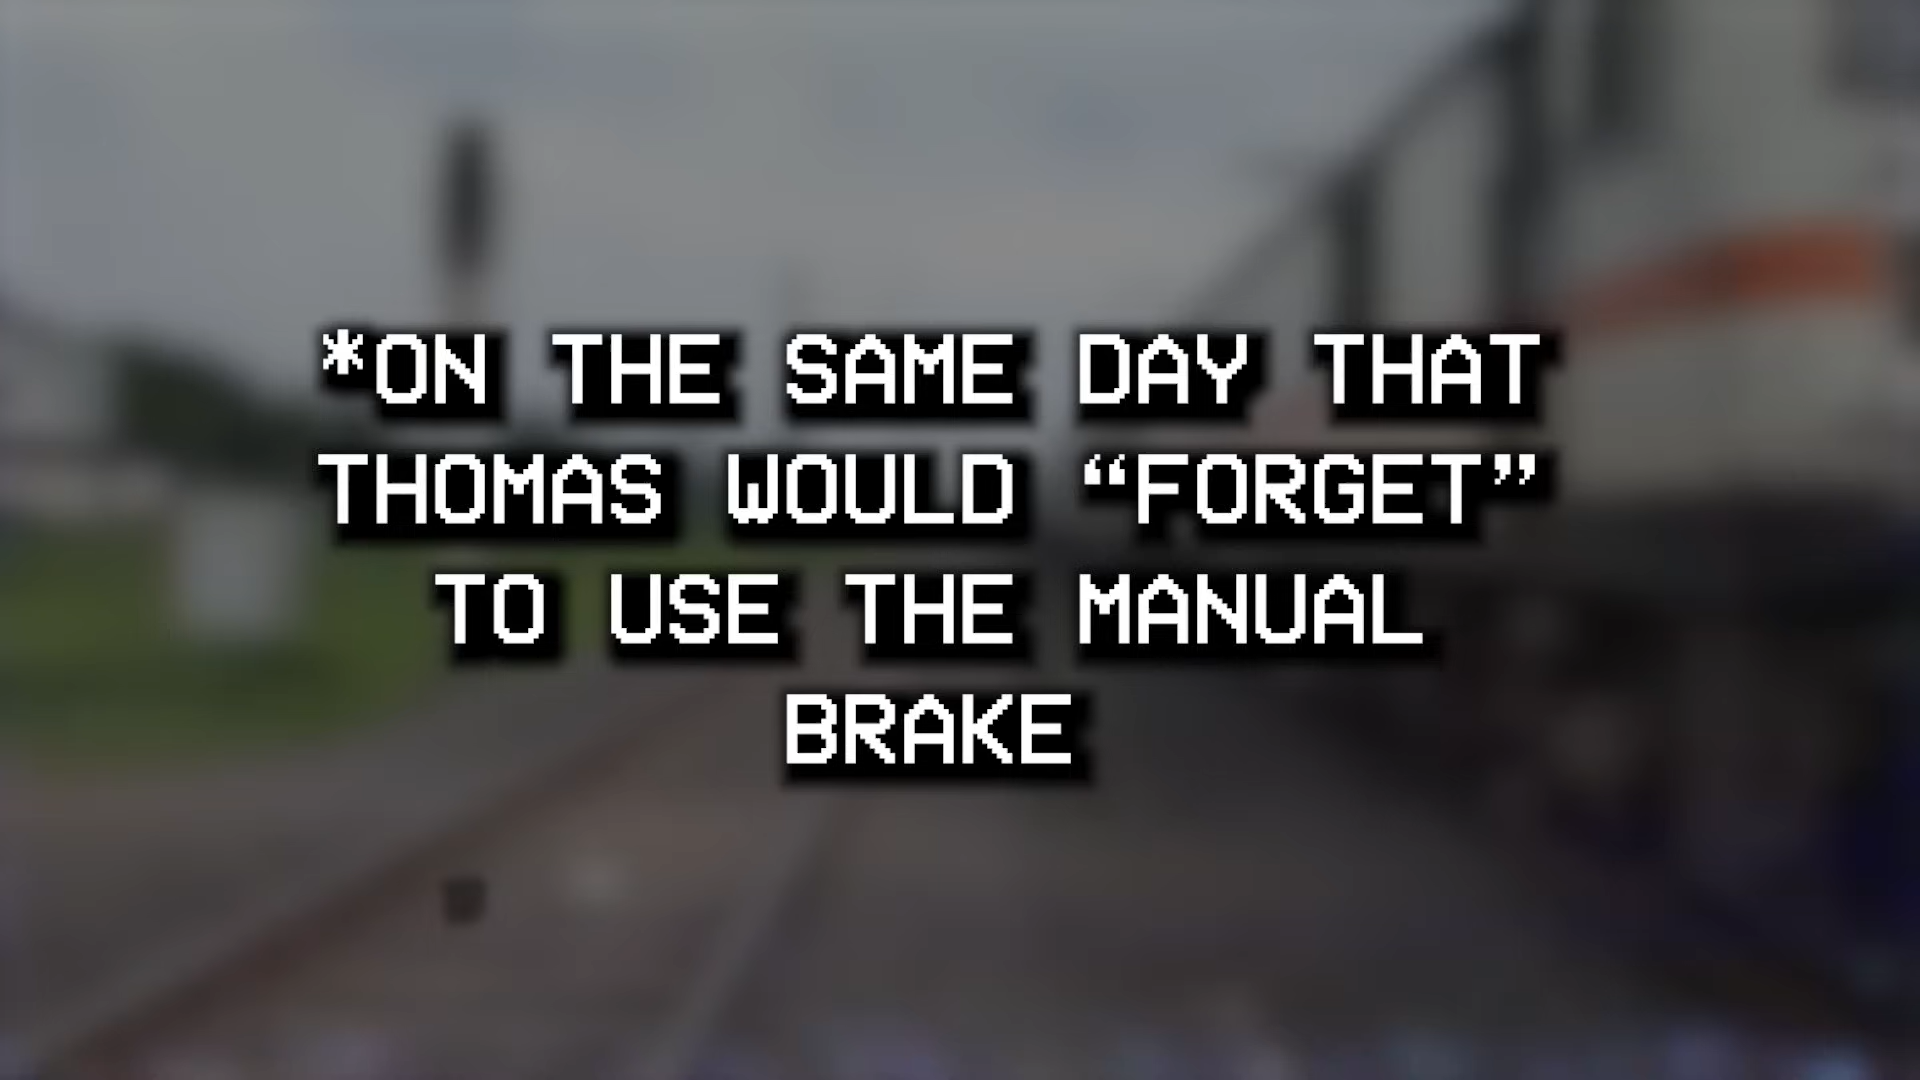 *ON THE SAME DAY THAT
THOMAS WOULD “FORGET”
TO USE THE MANUAL
BRAKE